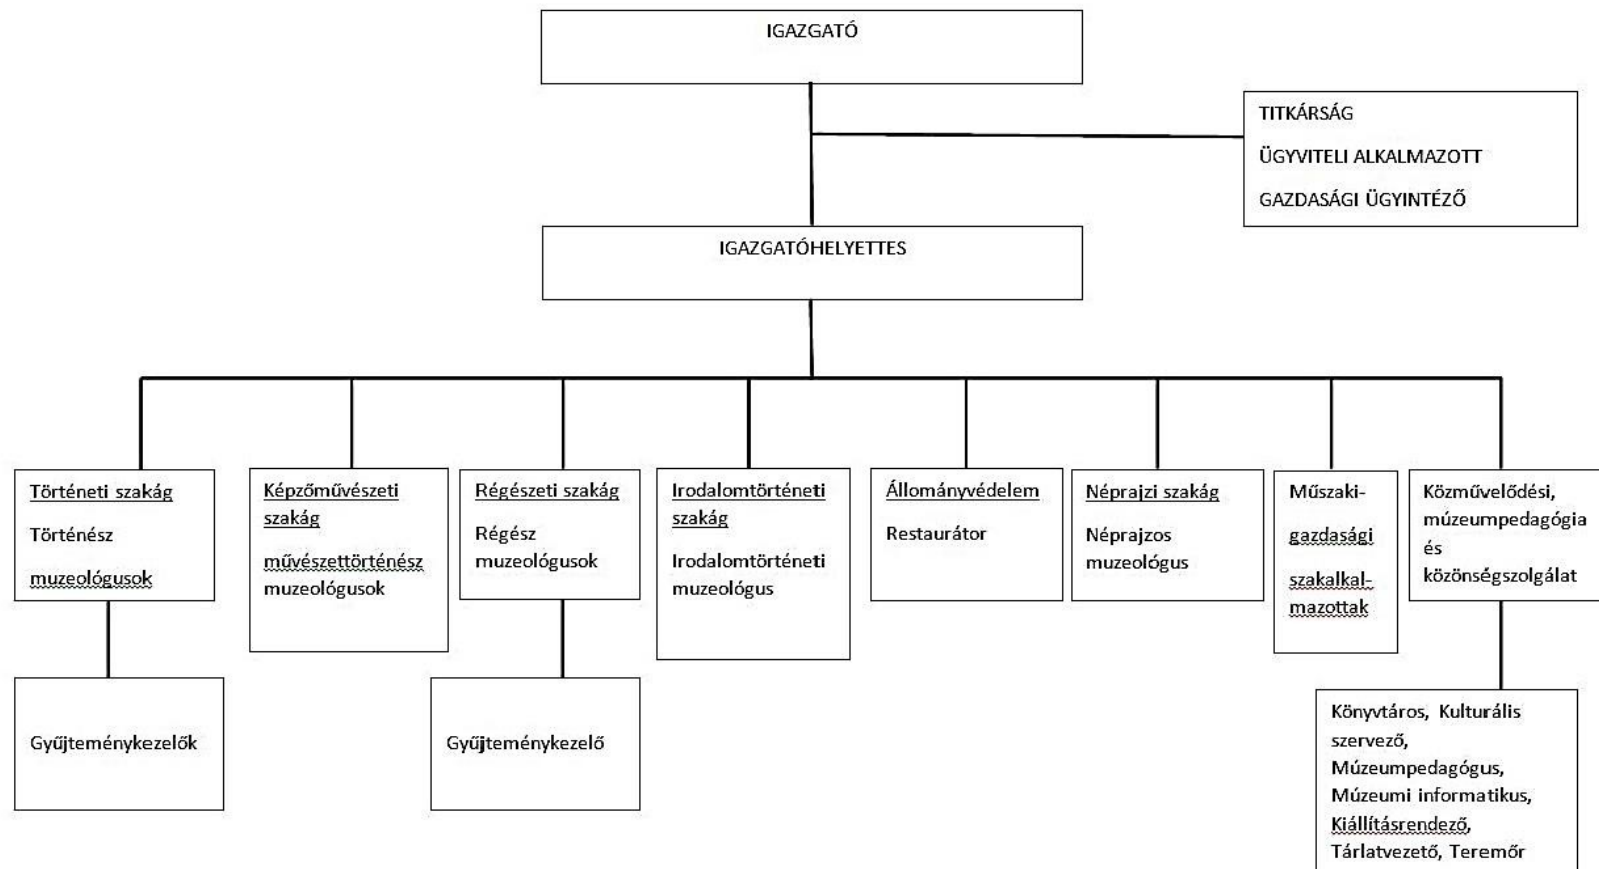 IGAZGATÓ
TITKÁRSÁG
ÜGYVITELI ALKALMAZOTT
GAZDASÁGI ÜGYINTÉZŐ
IGAZGATÓHELYETTES
Történeti szakág
Történész
muzeológusok
Képzőművészeti
szakág
művészettörténész
muzeológusok
Régészeti szakág
Régész
muzeológusok
Irodalomtörténeti
szakág
Irodalomtörténeti
muzeológus
Állományvédelem
Restaurátor
Néprajzi szakág
Néprajzos
muzeológus
Műszaki-
gazdasági
szakalkal-
mazottak
Közművelődési,
múzeumpedagógia
és
közönségszolgálat
Gyűjteménykezelők
Gyűjteménykezelő
Könyvtáros, Kulturális
szervező,
Múzeumpedagógus,
Múzeumi informatikus,
Kiállításrendező,
Tárlatvezető, Teremőr